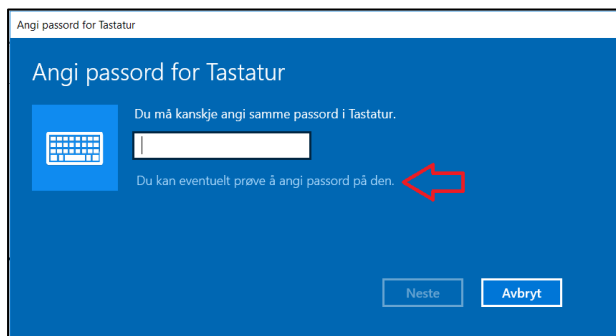 Angi passord for Tastatur
Angi passord for Tastatur
Du må kanskje angi samme passord i Tastatur.
Du kan eventuelt prøve å angi passord på den.
Neste
Avbryt